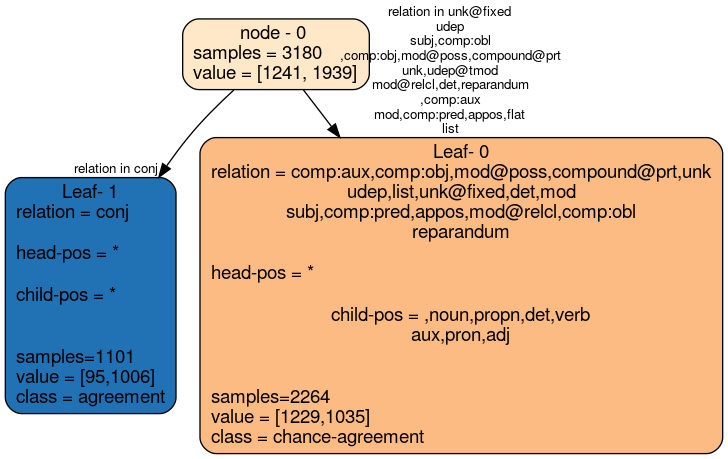 node - 0
samples = 3180
value = [1241, 1939]
relation in unk@fixed
udep
subj,comp:obl
,comp:obj,mod@poss,compound@prt
unk,udep@tmod
mod@relcl,det,reparandum
,comp:aux
mod,comp:pred,appos,flat
list
relation in conj
Leaf- 1
relation = conj
head-pos = *
child-pos = *
samples=1101
value = [95,1006]
class = agreement
Leaf- 0
relation = comp:aux,comp:obj,mod@poss,compound@prt,unk
udep,list,unk@fixed,det,mod
subj,comp:pred,appos,mod@relcl,comp:obl
reparandum
head-pos = *
child-pos = ,noun,propn,det,verb
aux,pron,adj
samples=2264
value = [1229,1035]
class = chance-agreement